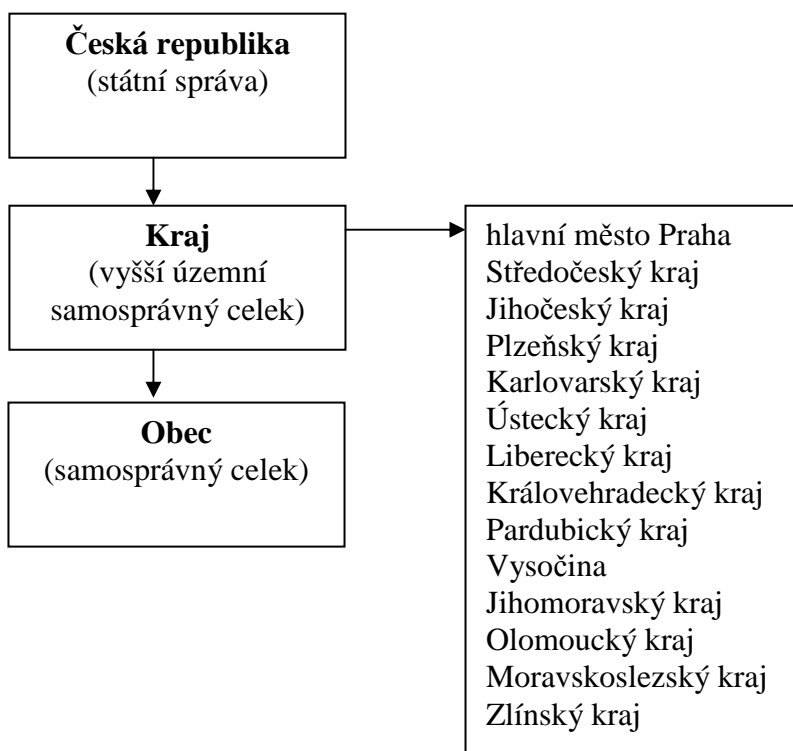 Česká republika
(státní správa)
Kraj
(vyšší územní
samosprávný celek)
Obec
(samosprávný celek)
hlavní město Praha
Středočeský kraj
Jihočeský kraj
Plzeňský kraj
Karlovarský kraj
Ústecký kraj
Liberecký kraj
Královehradecký kraj
Pardubický kraj
Vysočina
Jihomoravský kraj
Olomoucký kraj
Moravskoslezský kraj
Zlínský kraj